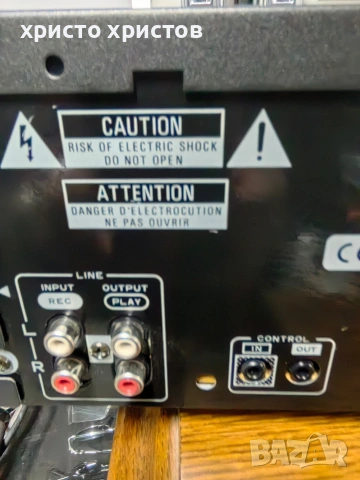 христо христов
CAUTION
RISK OF ELECTRIC SHOCK
DO NOT OPEN
ATTENTION
DANGER D'ELECTROCUTION
NE PAS OUVRIR
LINE
INPUT OUTPUT
REC PLAY
L
R
CE
CONTROL
IN OUT
BAZAR